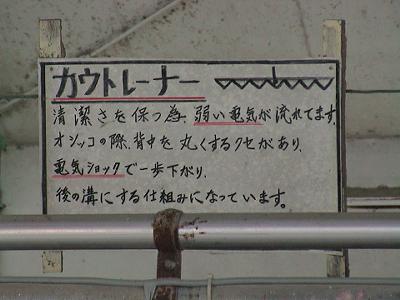 カウトレーナー
清潔さを保つ為、弱い電気が流れてます。
オシッコの際、背中を丸くするクセがあり、
電気ショックで一歩下がり、
後の溝にする仕組みになっています。